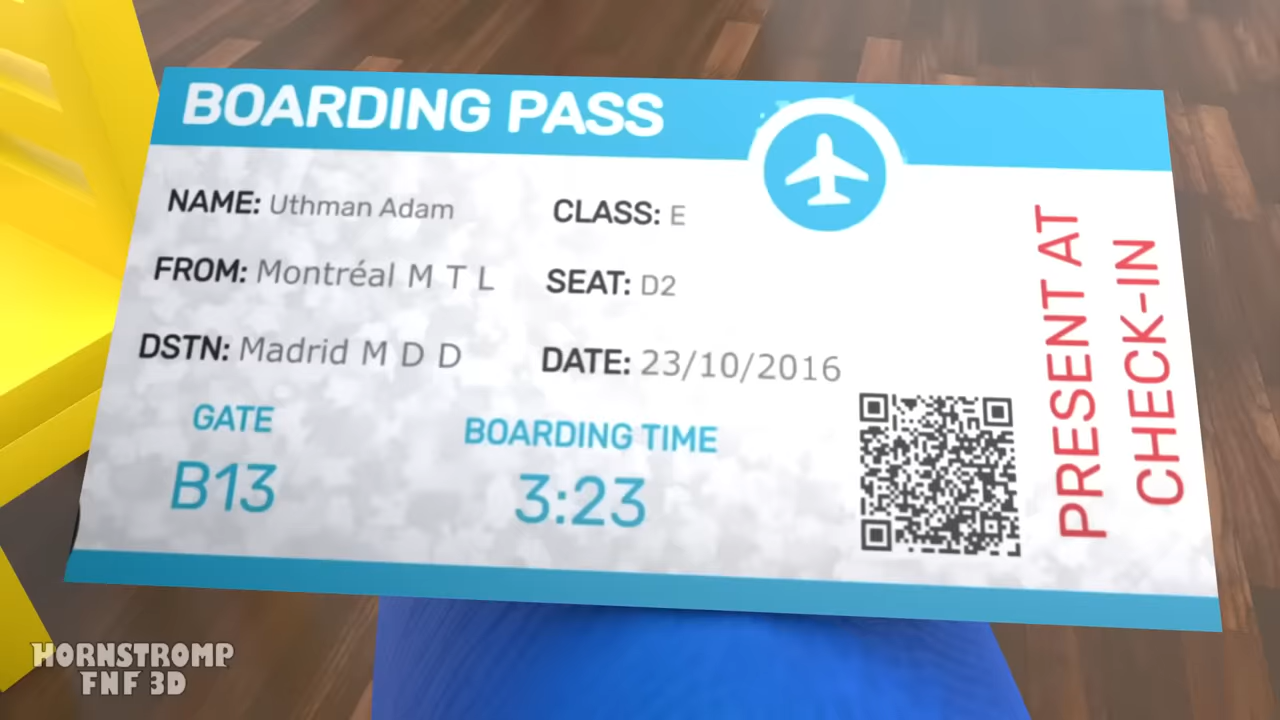 BOARDING PASS
NAME: Uthman Adam
CLASS: E
FROM: Montréal M T L
SEAT: D2
DSTN: Madrid M D D
DATE: 23/10/2016
GATE
B13
BOARDING TIME
3:23
PRESENT AT
CHECK-IN
HORNSTROMP
FNF 3D